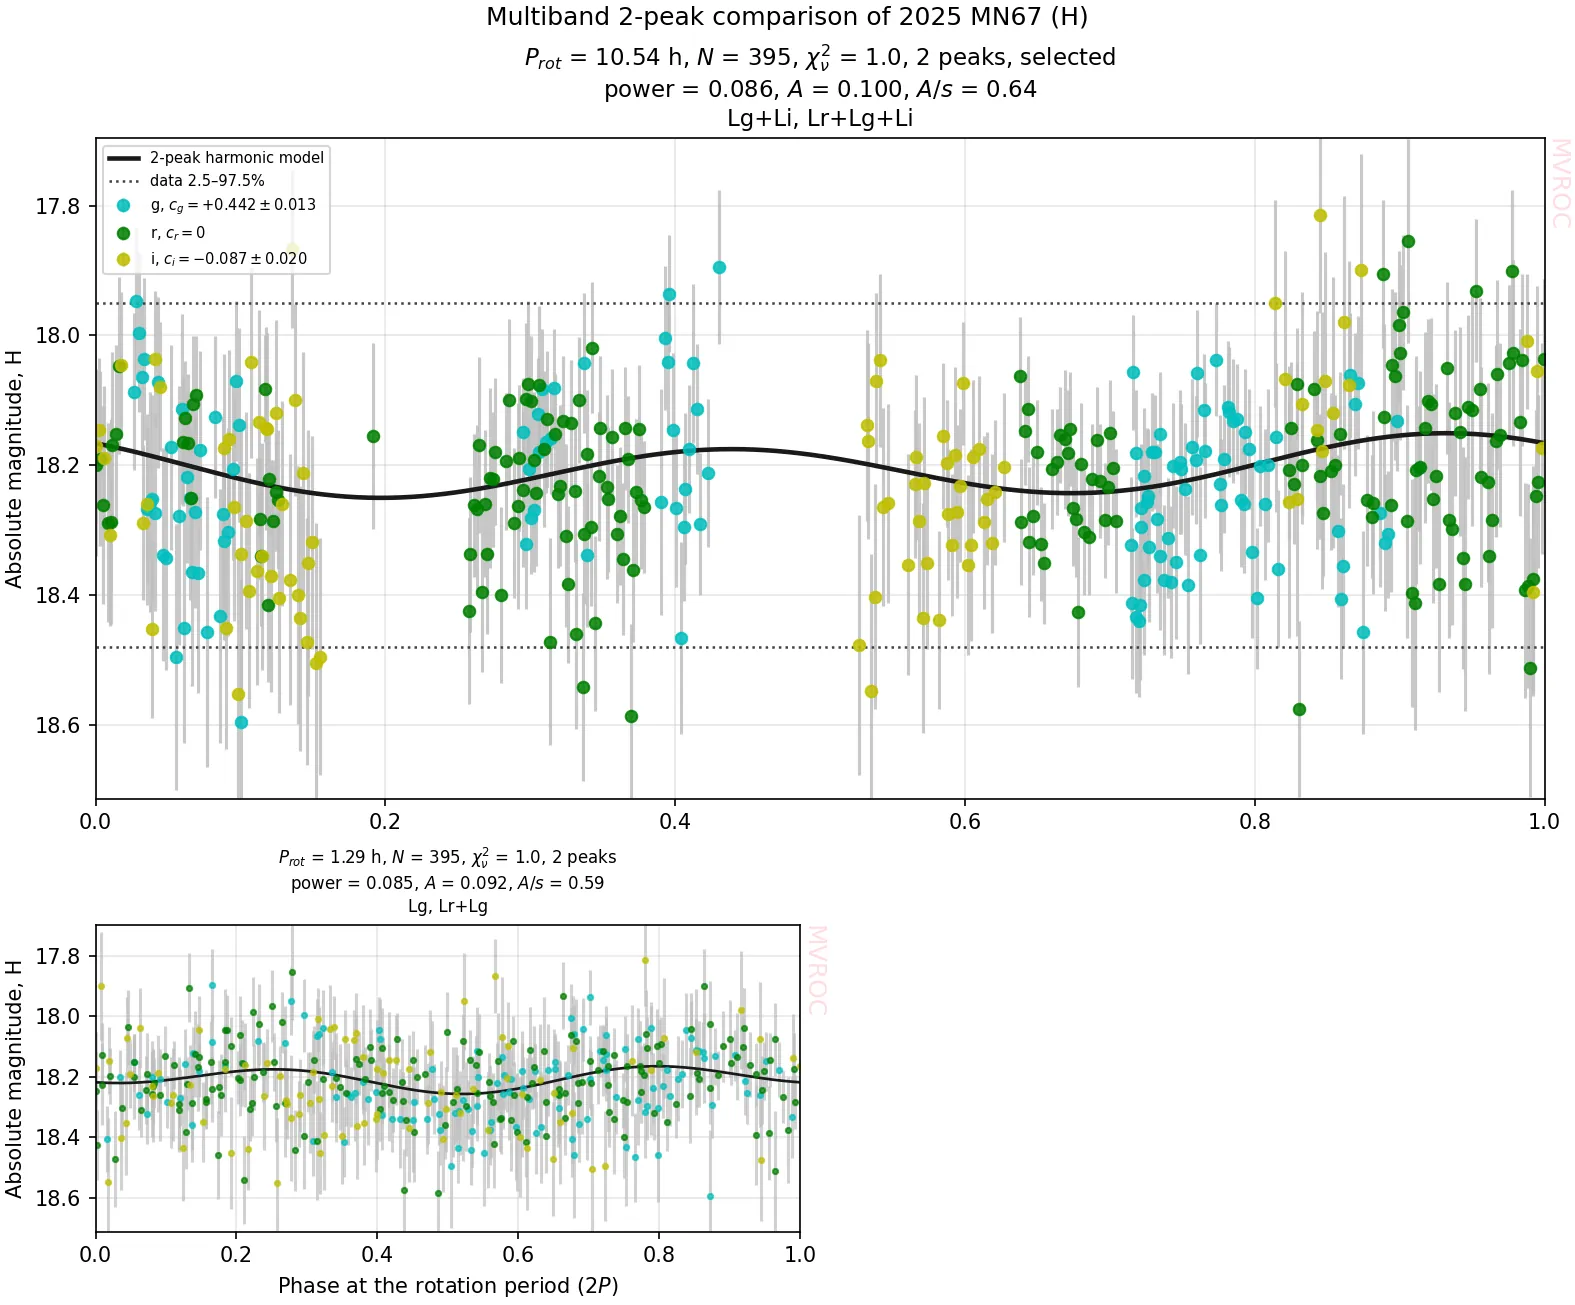 Multiband 2-peak comparison of 2025 MN67 (H)
P_rot = 10.54 h, N = 395, χ²_ν = 1.0, 2 peaks, selected
power = 0.086, A = 0.100, A/s = 0.64
Lg+Li, Lr+Lg+Li
MVROC
2-peak harmonic model
data 2.5–97.5%
g, c_g = +0.442 ± 0.013
r, c_r = 0
i, c_i = −0.087 ± 0.020
Absolute magnitude, H
17.8
18.0
18.2
18.4
18.6
0.0 0.2 0.4 0.6 0.8 1.0
P_rot = 1.29 h, N = 395, χ²_ν = 1.0, 2 peaks
power = 0.085, A = 0.092, A/s = 0.59
Lg, Lr+Lg
MVROC
Absolute magnitude, H
17.8
18.0
18.2
18.4
18.6
0.0 0.2 0.4 0.6 0.8 1.0
Phase at the rotation period (2P)